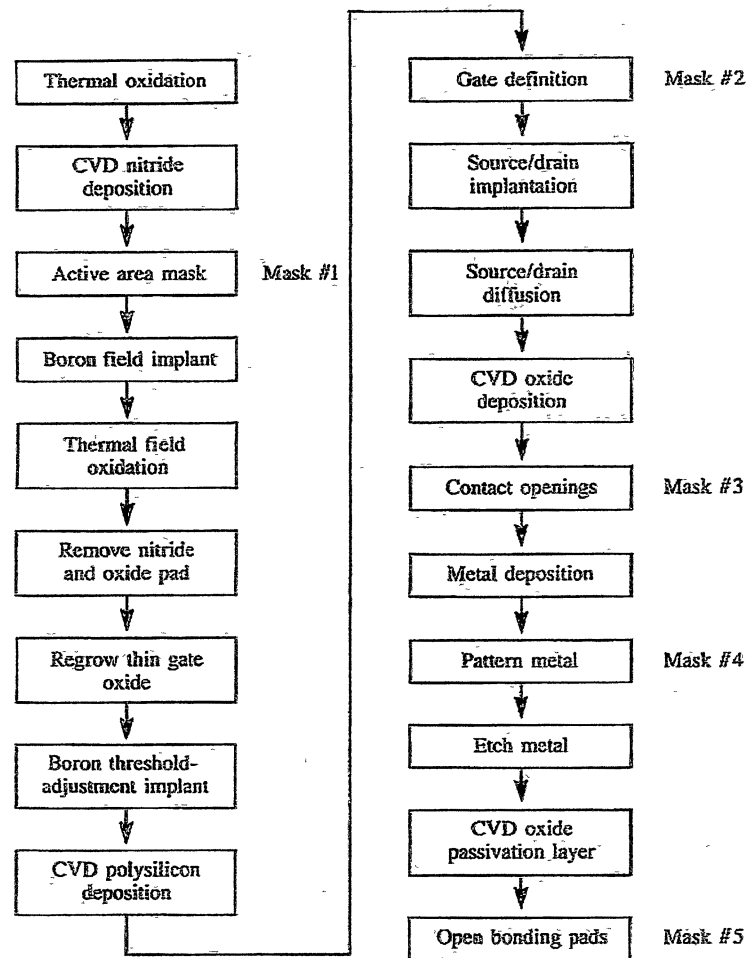 Thermal oxidation
CVD nitride
deposition
Active area mask
Mask #1
Boron field implant
Thermal field
oxidation
Remove nitride
and oxide pad
Regrow thin gate
oxide
Boron threshold-
adjustment implant
CVD polysilicon
deposition
Gate definition
Mask #2
Source/drain
implantation
Source/drain
diffusion
CVD oxide
deposition
Contact openings
Mask #3
Metal deposition
Pattern metal
Mask #4
Etch metal
CVD oxide
passivation layer
Open bonding pads
Mask #5